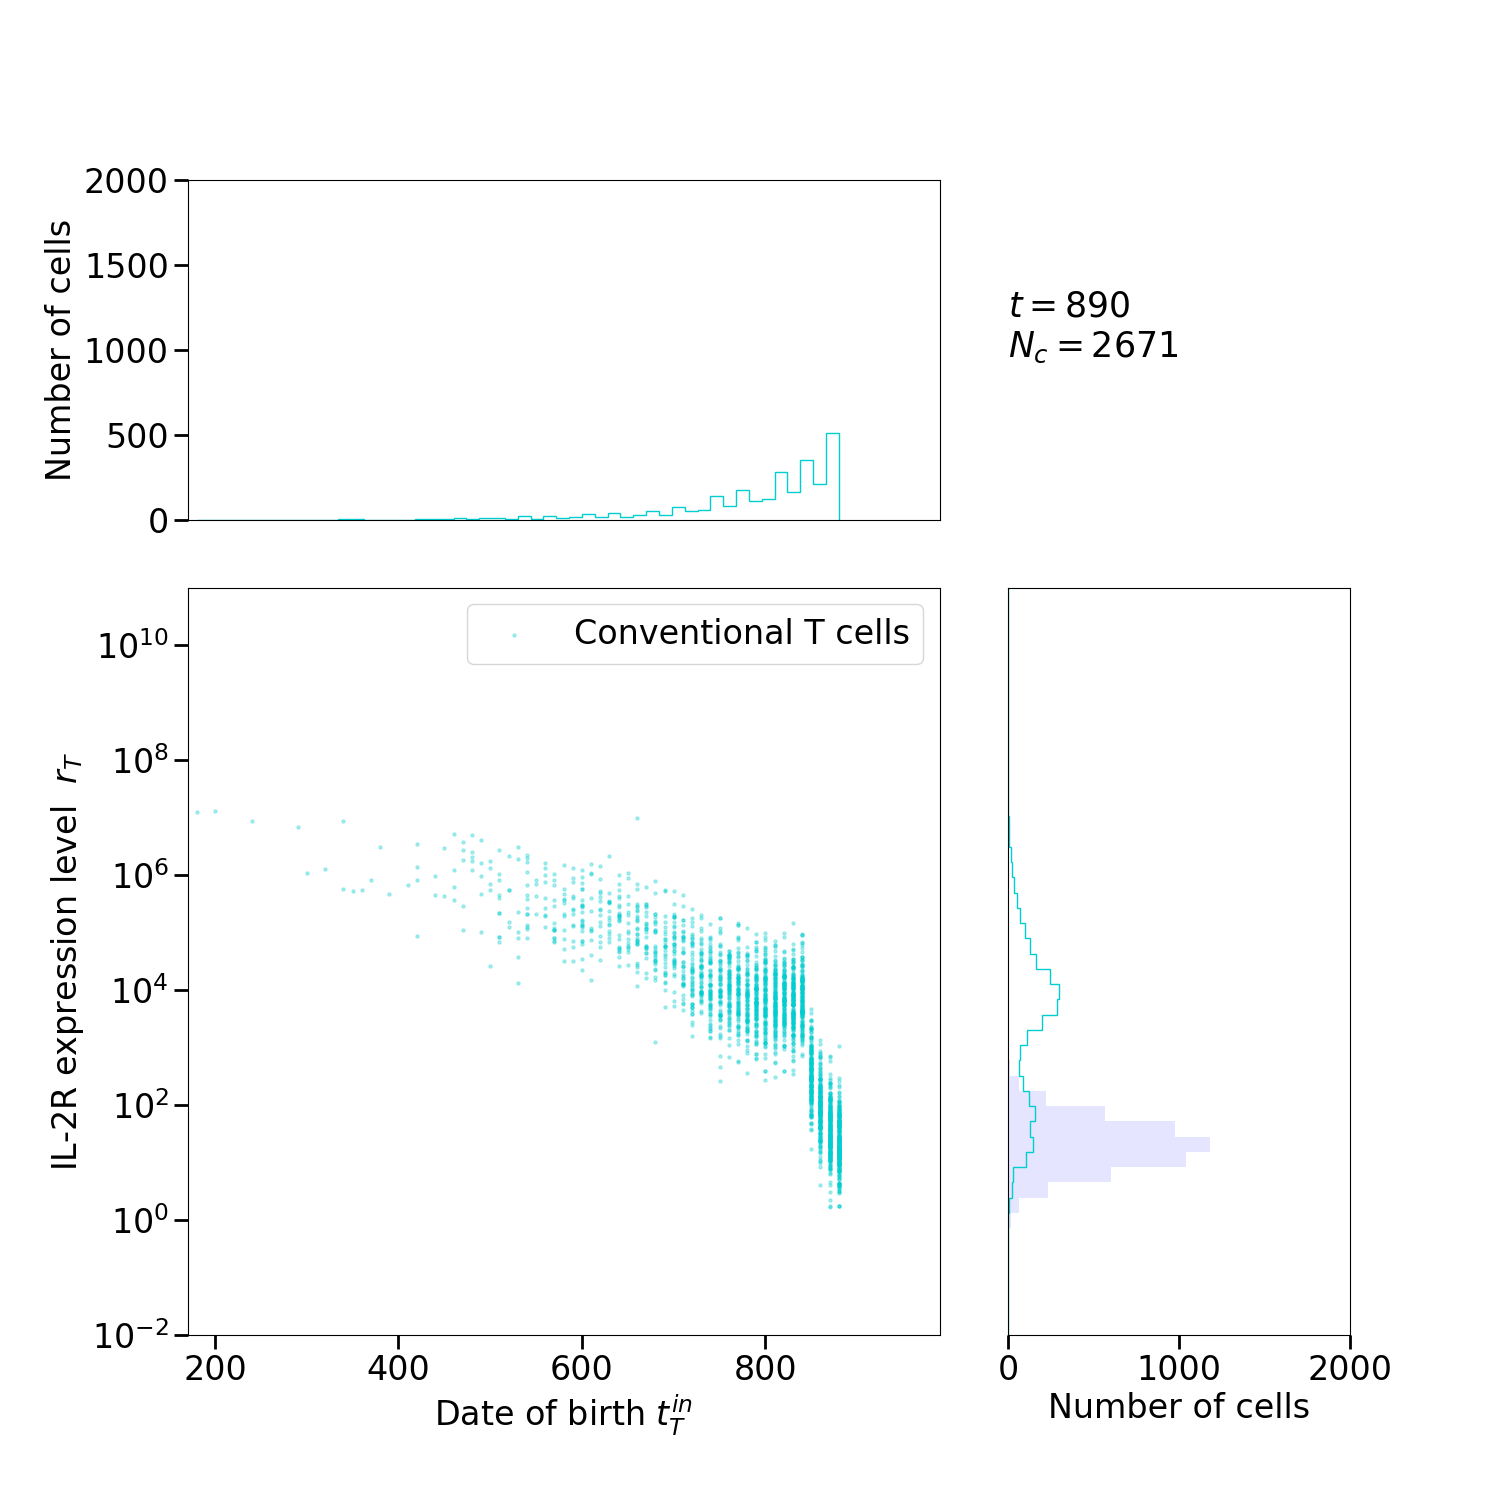 2000
1500
1000
500
0
Number of cells
t = 890
N_c = 2671
Conventional T cells
10^10
10^8
10^6
10^4
10^2
10^0
10^−2
IL-2R expression level r_T
200 400 600 800
Date of birth t_T^in
0 1000 2000
Number of cells